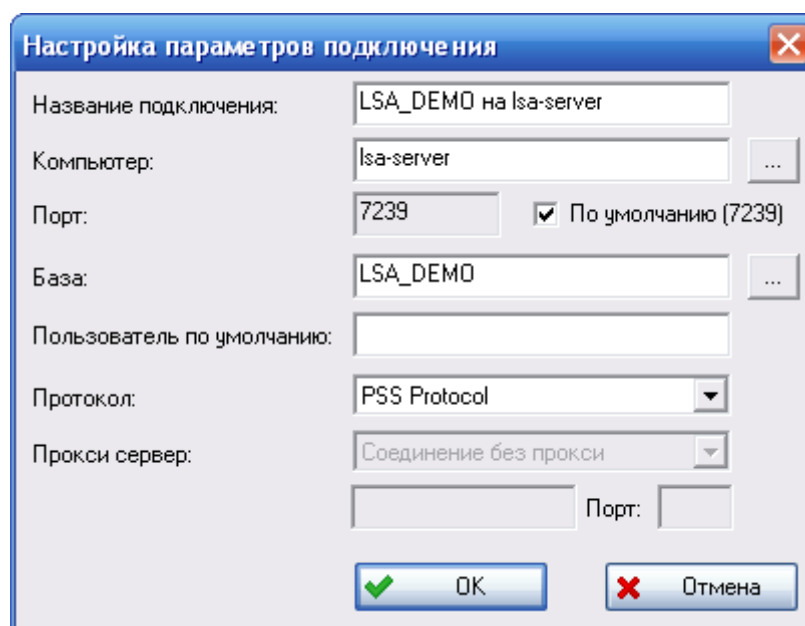 Настройка параметров подключения
Название подключения: LSA_DEMO на lsa-server
Компьютер: lsa-server ...
Порт: 7239 По умолчанию (7239)
База: LSA_DEMO ...
Пользователь по умолчанию:
Протокол: PSS Protocol
Прокси сервер: Соединение без прокси
Порт:
OK Отмена